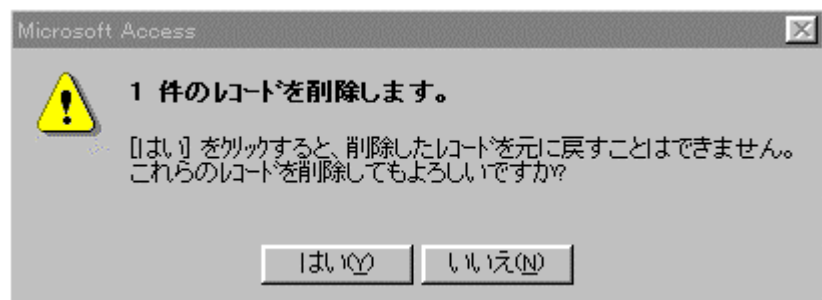 Microsoft Access
1 件のﾚｺｰﾄﾞを削除します。
[はい] をｸﾘｯｸすると、削除したﾚｺｰﾄﾞを元に戻すことはできません。
これらのﾚｺｰﾄﾞを削除してもよろしいですか?
はい(Y)
いいえ(N)